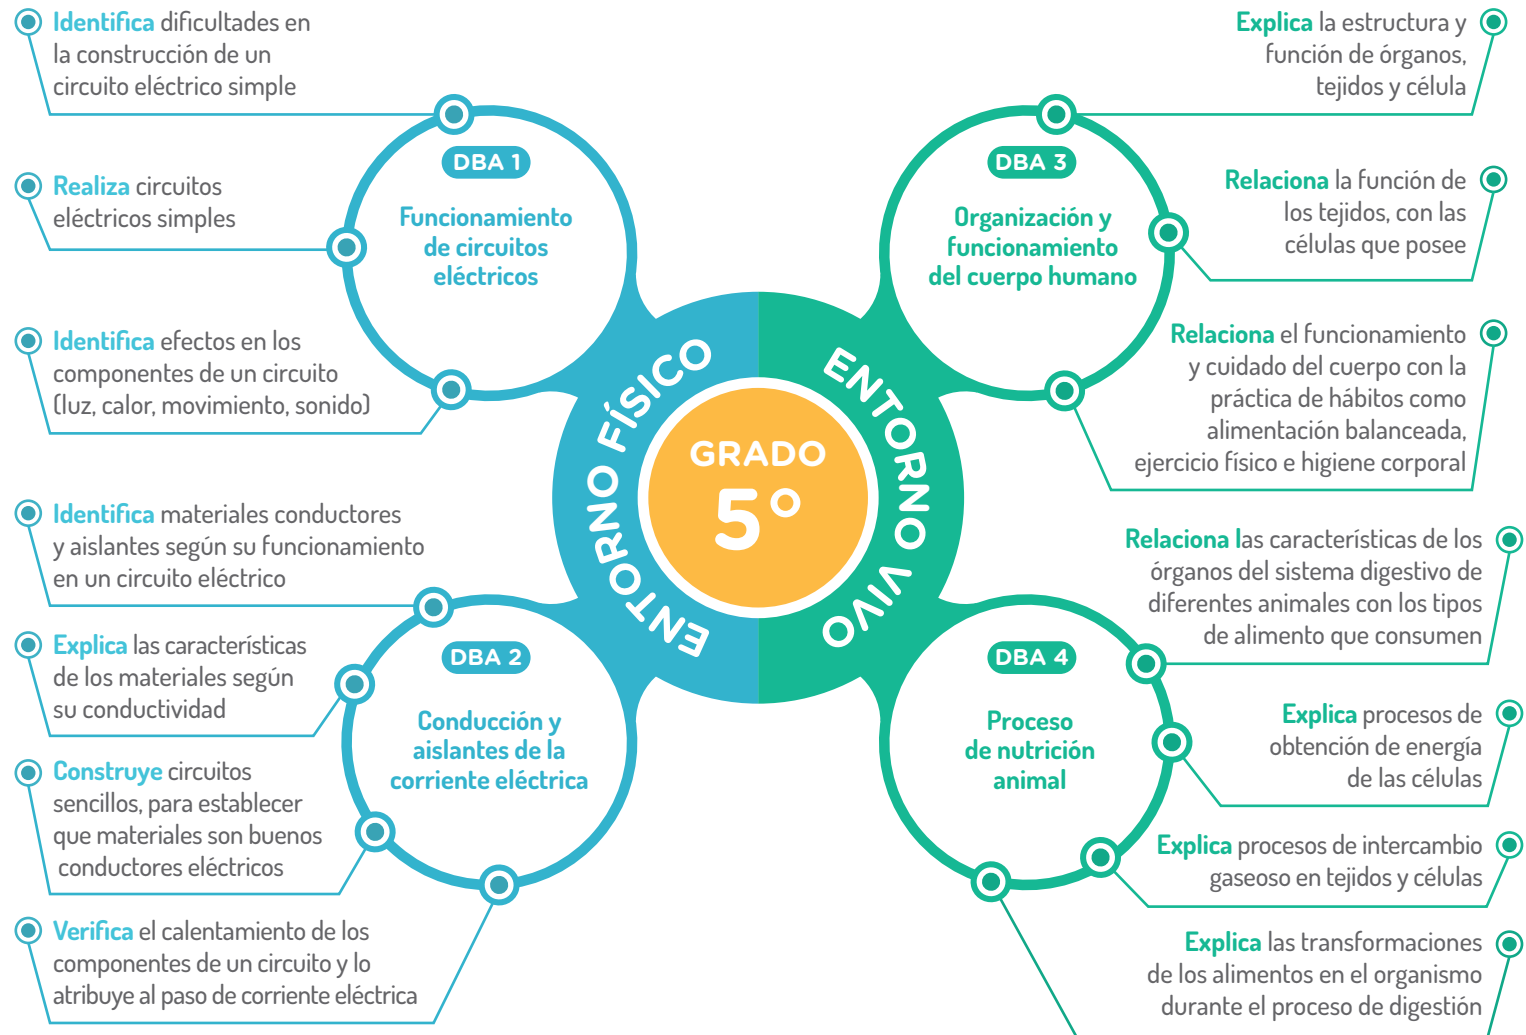 Identifica dificultades en
la construcción de un
circuito eléctrico simple
Realiza circuitos
eléctricos simples
Identifica efectos en los
componentes de un circuito
(luz, calor, movimiento, sonido)
DBA 1
Funcionamiento
de circuitos
eléctricos
Identifica materiales conductores
y aislantes según su funcionamiento
en un circuito eléctrico
Explica las características
de los materiales según
su conductividad
Construye circuitos
sencillos, para establecer
que materiales son buenos
conductores eléctricos
Verifica el calentamiento de los
componentes de un circuito y lo
atribuye al paso de corriente eléctrica
DBA 2
Conducción y
aislantes de la
corriente eléctrica
ENTORNO FÍSICO
GRADO
5°
ENTORNO VIVO
DBA 3
Organización y
funcionamiento
del cuerpo humano
Explica la estructura y
función de órganos,
tejidos y célula
Relaciona la función de
los tejidos, con las
células que posee
Relaciona el funcionamiento
y cuidado del cuerpo con la
práctica de hábitos como
alimentación balanceada,
ejercicio físico e higiene corporal
DBA 4
Proceso
de nutrición
animal
Relaciona las características de los
órganos del sistema digestivo de
diferentes animales con los tipos
de alimento que consumen
Explica procesos de
obtención de energía
de las células
Explica procesos de intercambio
gaseoso en tejidos y células
Explica las transformaciones
de los alimentos en el organismo
durante el proceso de digestión